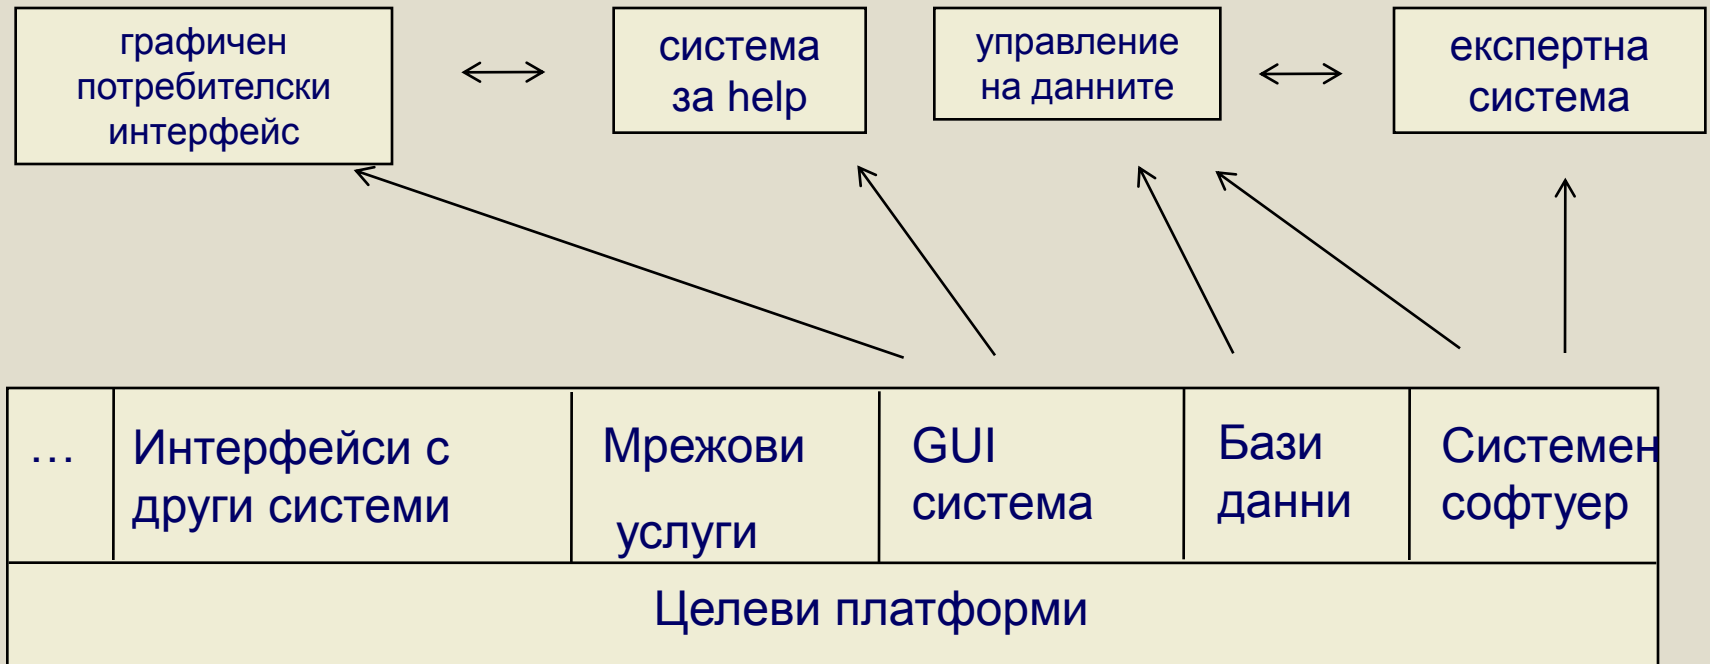 графичен
потребителски
интерфейс
система
за help
управление
на данните
експертна
система
…
Интерфейси с
други системи
Мрежови
услуги
GUI
система
Бази
данни
Системен
софтуер
Целеви платформи